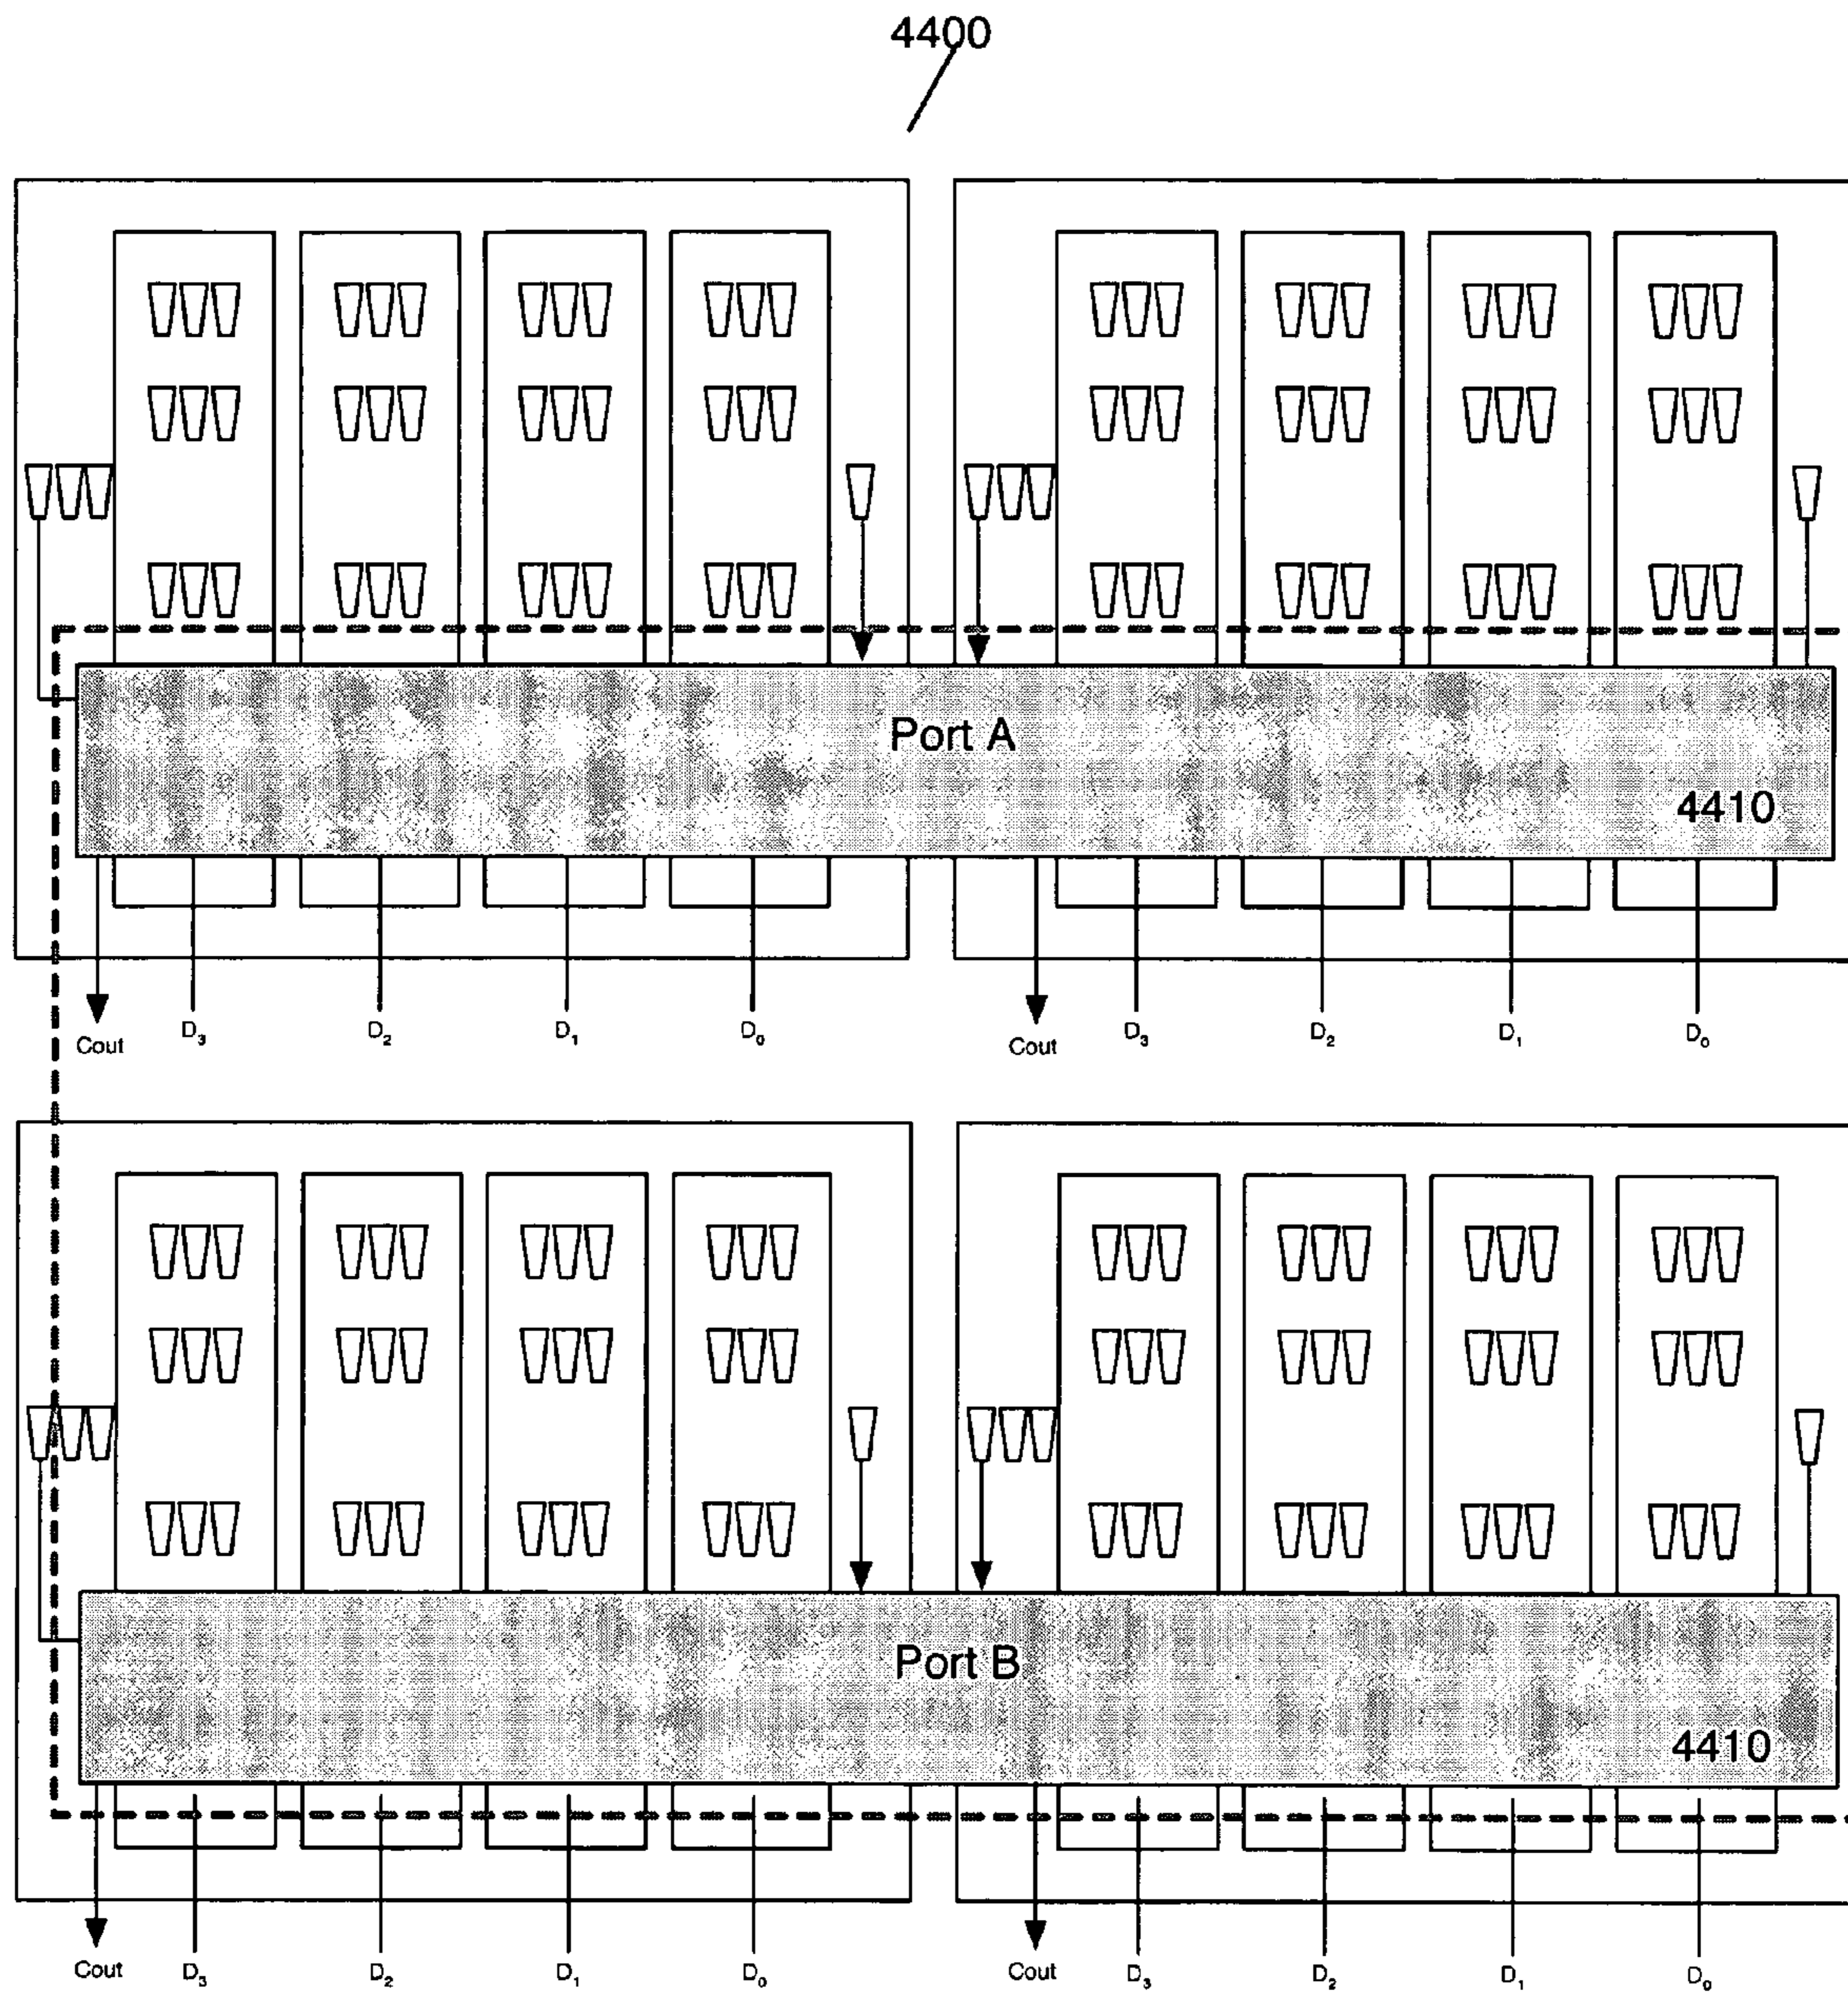 4400
Port A
4410
Cout D₃ D₂ D₁ D₀ Cout D₃ D₂ D₁ D₀
Port B
4410
Cout D₃ D₂ D₁ D₀ Cout D₃ D₂ D₁ D₀